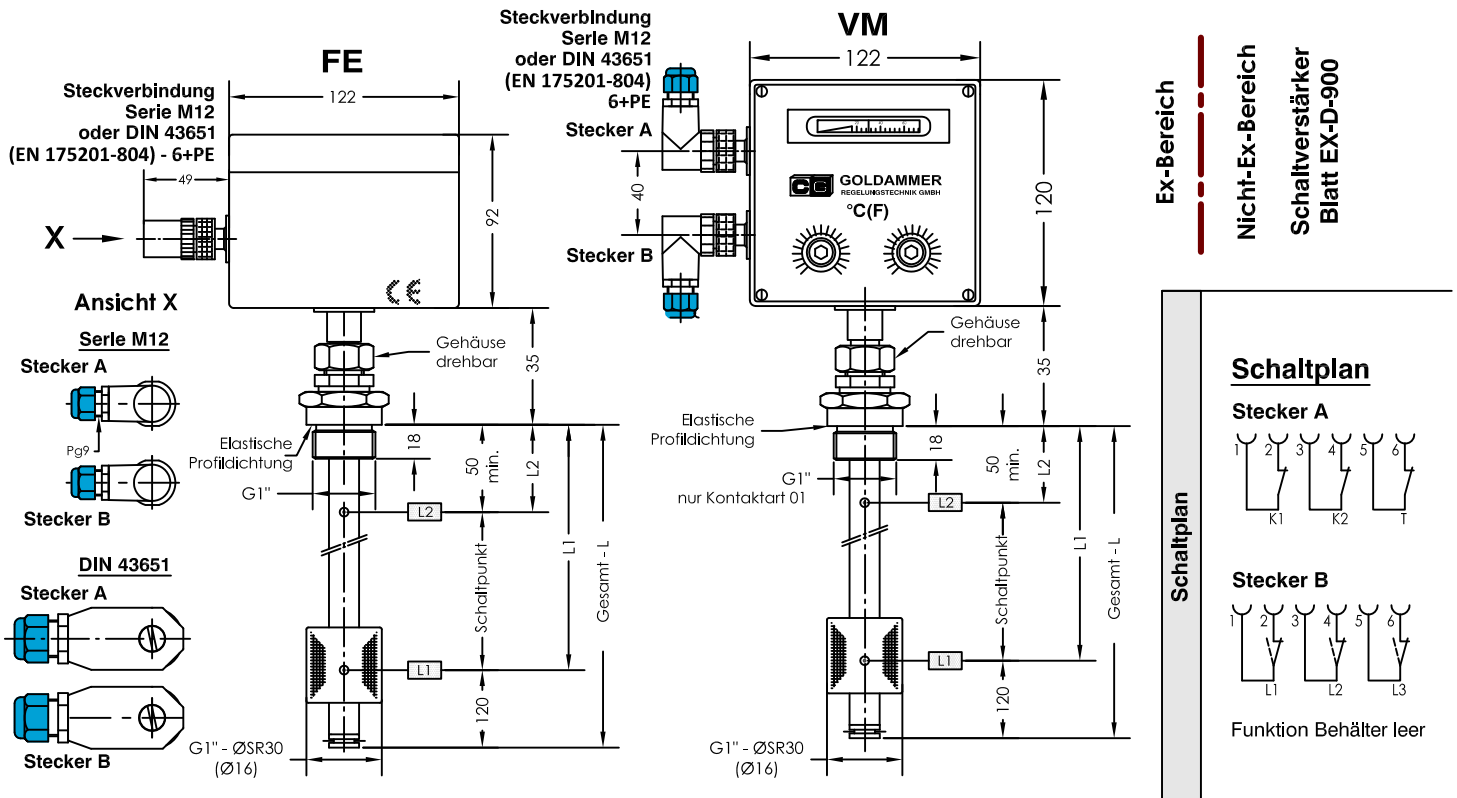 FE
122
Steckverbindung
Serie M12
oder DIN 43651
(EN 175201-804) - 6+PE
49
X
92
Ansicht X
Serie M12
Stecker A
Pg9
Stecker B
DIN 43651
Stecker A
Stecker B
Gehäuse
drehbar
35
Elastische
Profildichtung
18
G1"
50
min.
L2
L2
L1
Schaltpunkt
Gesamt - L
L1
120
G1" - ØSR30
(Ø16)
Steckverbindung
Serie M12
oder DIN 43651
(EN 175201-804)
6+PE
Stecker A
40
Stecker B
VM
122
20
40
60
CG GOLDAMMER
REGELUNGSTECHNIK GMBH
°C(F)
120
Gehäuse
drehbar
35
Elastische
Profildichtung
18
G1"
nur Kontaktart 01
50
min.
L2
L2
L1
Schaltpunkt
Gesamt - L
L1
120
G1" - ØSR30
(Ø16)
Ex-Bereich
Nicht-Ex-Bereich
Schaltverstärker
Blatt EX-D-900
Schaltplan
Schaltplan
Stecker A
1 2 3 4 5 6
K1 K2 T
Stecker B
1 2 3 4 5 6
L1 L2 L3
Funktion Behälter leer